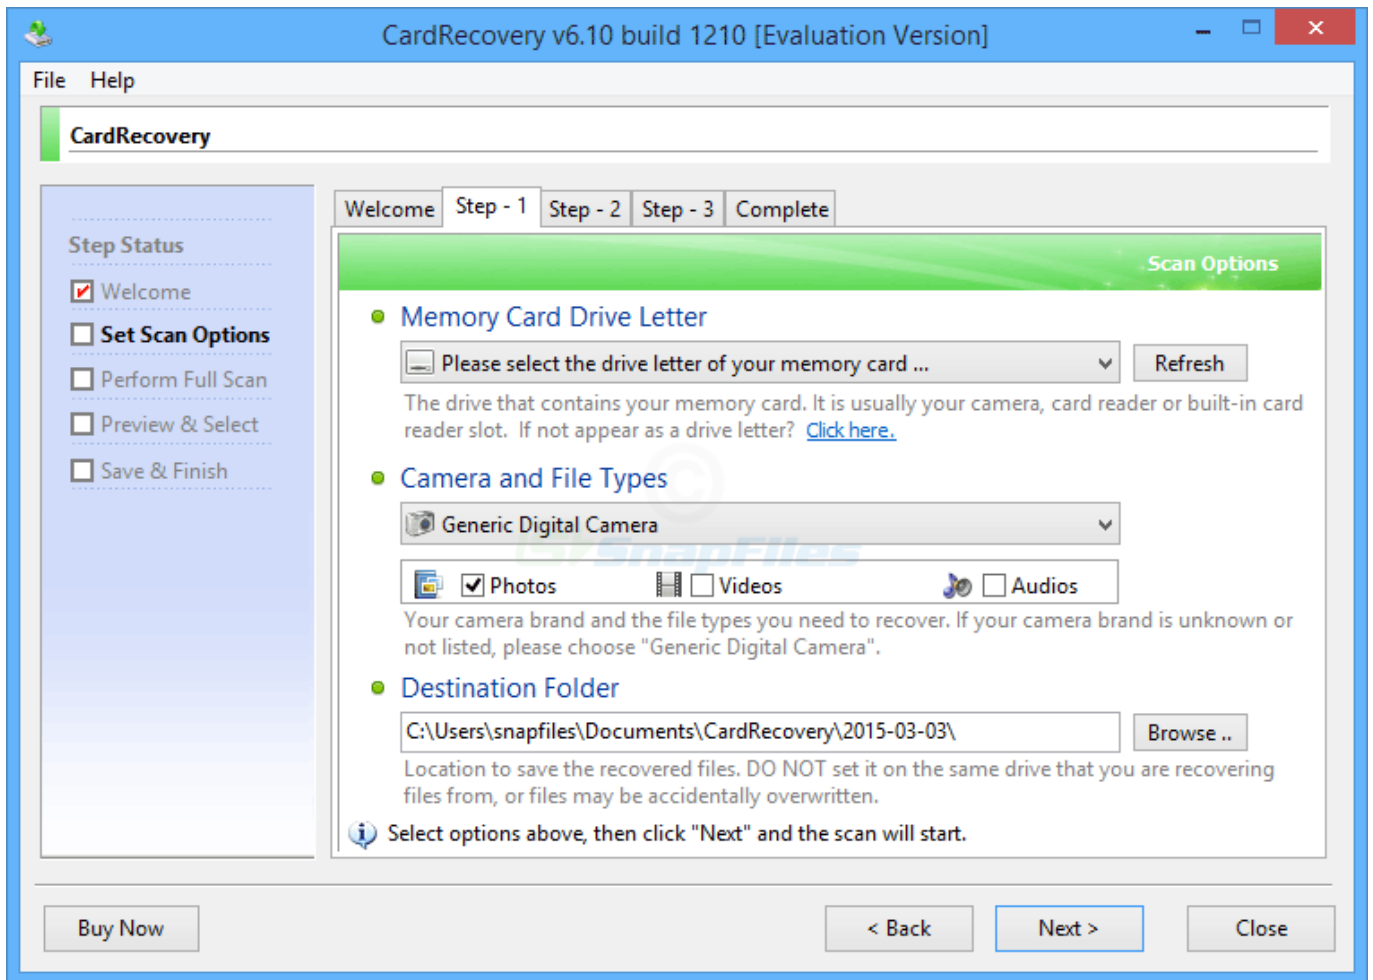 CardRecovery v6.10 build 1210 [Evaluation Version]
File Help
CardRecovery
Step Status
Welcome
Set Scan Options
Perform Full Scan
Preview & Select
Save & Finish
Welcome Step - 1 Step - 2 Step - 3 Complete
Scan Options
Memory Card Drive Letter
Please select the drive letter of your memory card ... Refresh
The drive that contains your memory card. It is usually your camera, card reader or built-in card
reader slot. If not appear as a drive letter? Click here.
Camera and File Types
Generic Digital Camera
SnapFiles
Photos Videos Audios
Your camera brand and the file types you need to recover. If your camera brand is unknown or
not listed, please choose "Generic Digital Camera".
Destination Folder
C:\Users\snapfiles\Documents\CardRecovery\2015-03-03\ Browse ..
Location to save the recovered files. DO NOT set it on the same drive that you are recovering
files from, or files may be accidentally overwritten.
Select options above, then click "Next" and the scan will start.
Buy Now < Back Next > Close